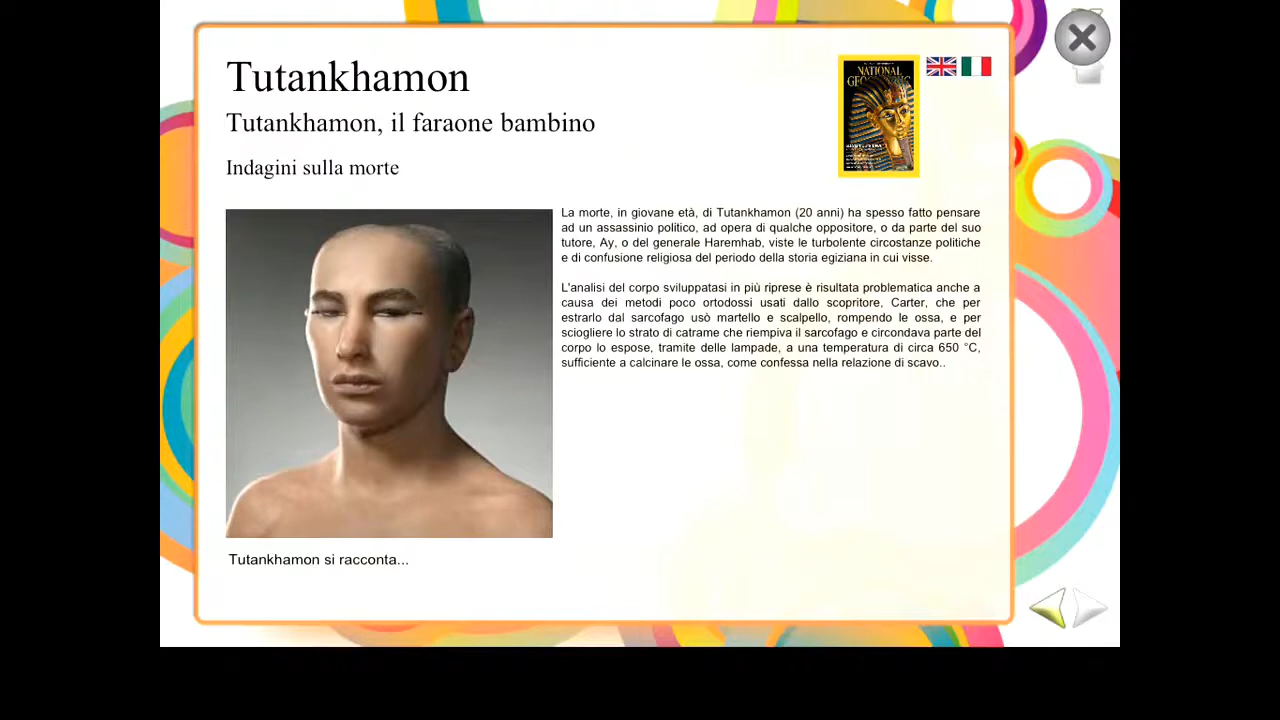 Tutankhamon
Tutankhamon, il faraone bambino
Indagini sulla morte
NATIONAL
GEOGRAPHIC
La morte, in giovane età, di Tutankhamon (20 anni) ha spesso fatto pensare
ad un assassinio politico, ad opera di qualche oppositore, o da parte del suo
tutore, Ay, o del generale Haremhab, viste le turbolente circostanze politiche
e di confusione religiosa del periodo della storia egiziana in cui visse.
L'analisi del corpo sviluppatasi in più riprese è risultata problematica anche a
causa dei metodi poco ortodossi usati dallo scopritore, Carter, che per
estrarlo dal sarcofago usò martello e scalpello, rompendo le ossa, e per
sciogliere lo strato di catrame che riempiva il sarcofago e circondava parte del
corpo lo espose, tramite delle lampade, a una temperatura di circa 650 °C,
sufficiente a calcinare le ossa, come confessa nella relazione di scavo..
Tutankhamon si racconta...